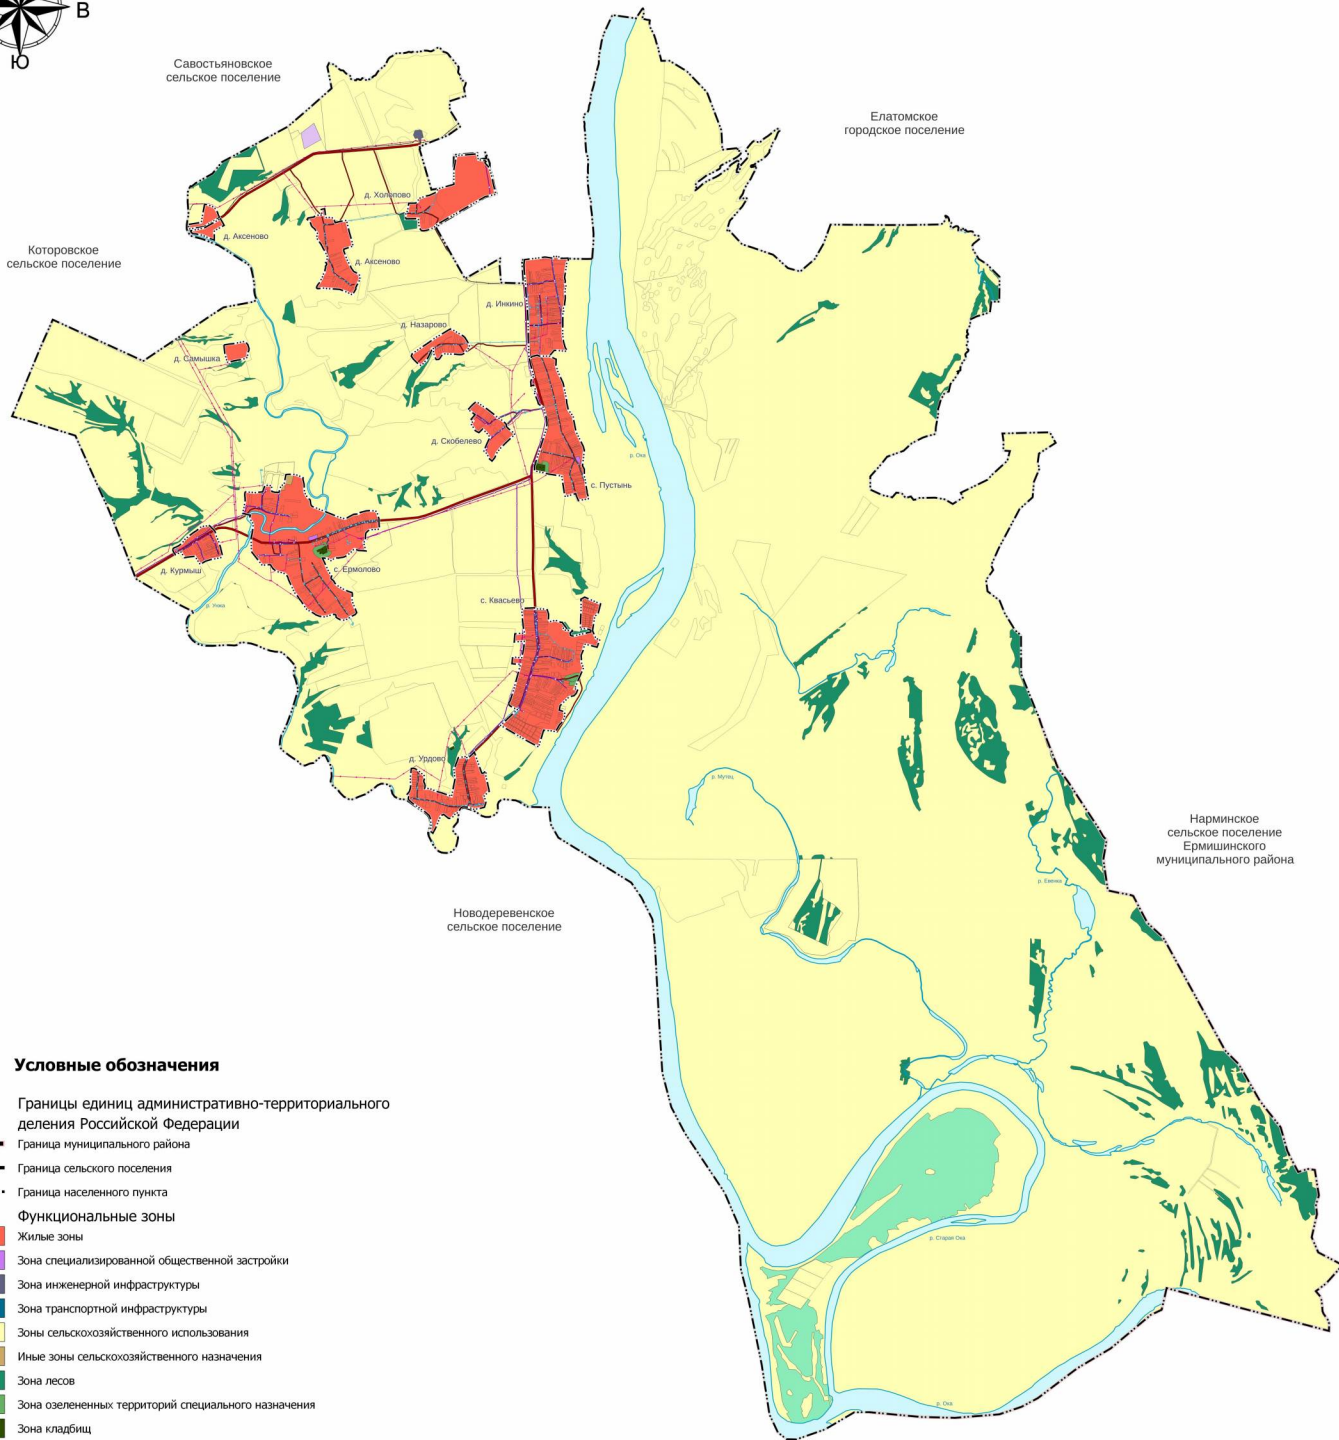 В
Ю
Савостьяновское
сельское поселение
Елатомское
городское поселение
Которовское
сельское поселение
д. Холопово
д. Аксеново
д. Аксеново
д. Инкино
д. Назарово
д. Самышка
д. Скобелево
р. Ока
с. Пустынь
д. Курмыш
с. Ермолово
р. Унжа
с. Квасьево
д. Урдово
р. Мутец
Нарминское
сельское поселение
Ермишинского
муниципального района
Новодеревенское
сельское поселение
р. Старая Ока
р. Ока
Условные обозначения
Границы единиц административно-территориального
деления Российской Федерации
Граница муниципального района
Граница сельского поселения
Граница населенного пункта
Функциональные зоны
Жилые зоны
Зона специализированной общественной застройки
Зона инженерной инфраструктуры
Зона транспортной инфраструктуры
Зоны сельскохозяйственного использования
Иные зоны сельскохозяйственного назначения
Зона лесов
Зона озелененных территорий специального назначения
Зона кладбищ